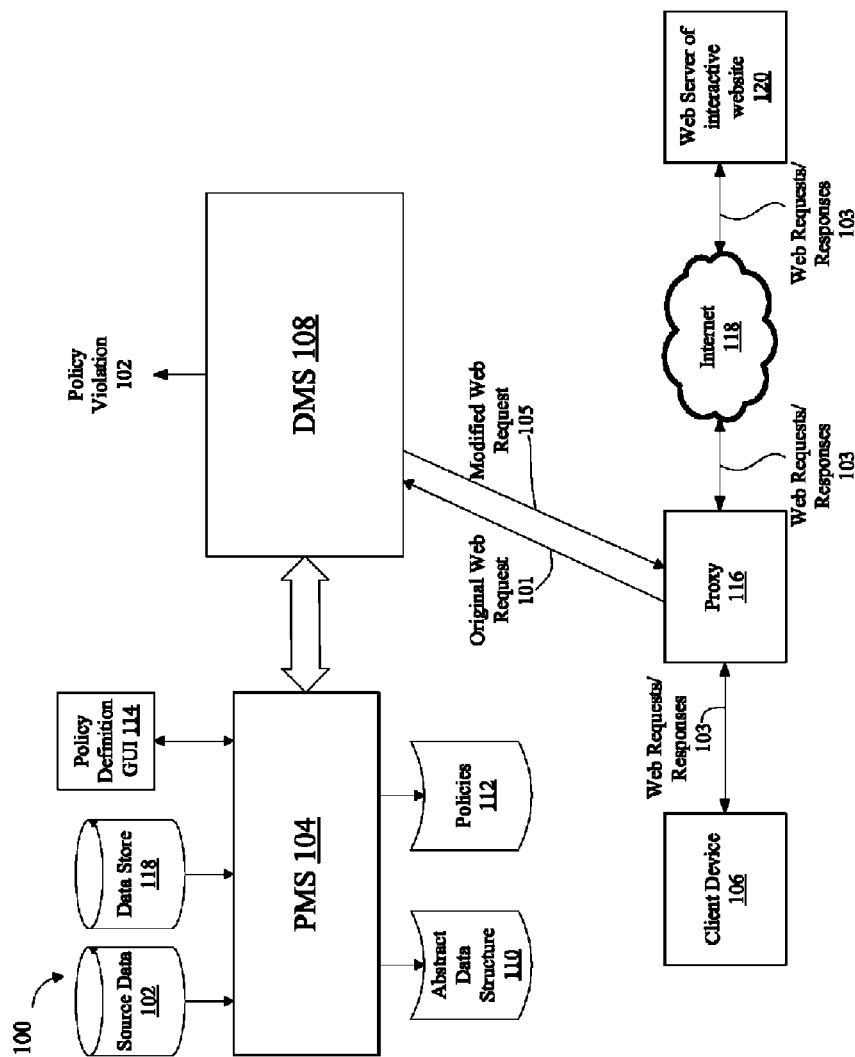 100
Source Data
102
Data Store
118
Policy
Definition
GUI 114
PMS 104
Abstract
Data
Structure
110
Policies
112
Policy
Violation
102
DMS 108
Original Web
Request
101
Modified Web
Request
105
Client Device
106
Web Requests/
Responses
103
Proxy
116
Web Requests/
Responses
103
Internet
118
Web Requests/
Responses
103
Web Server of
interactive
website
120